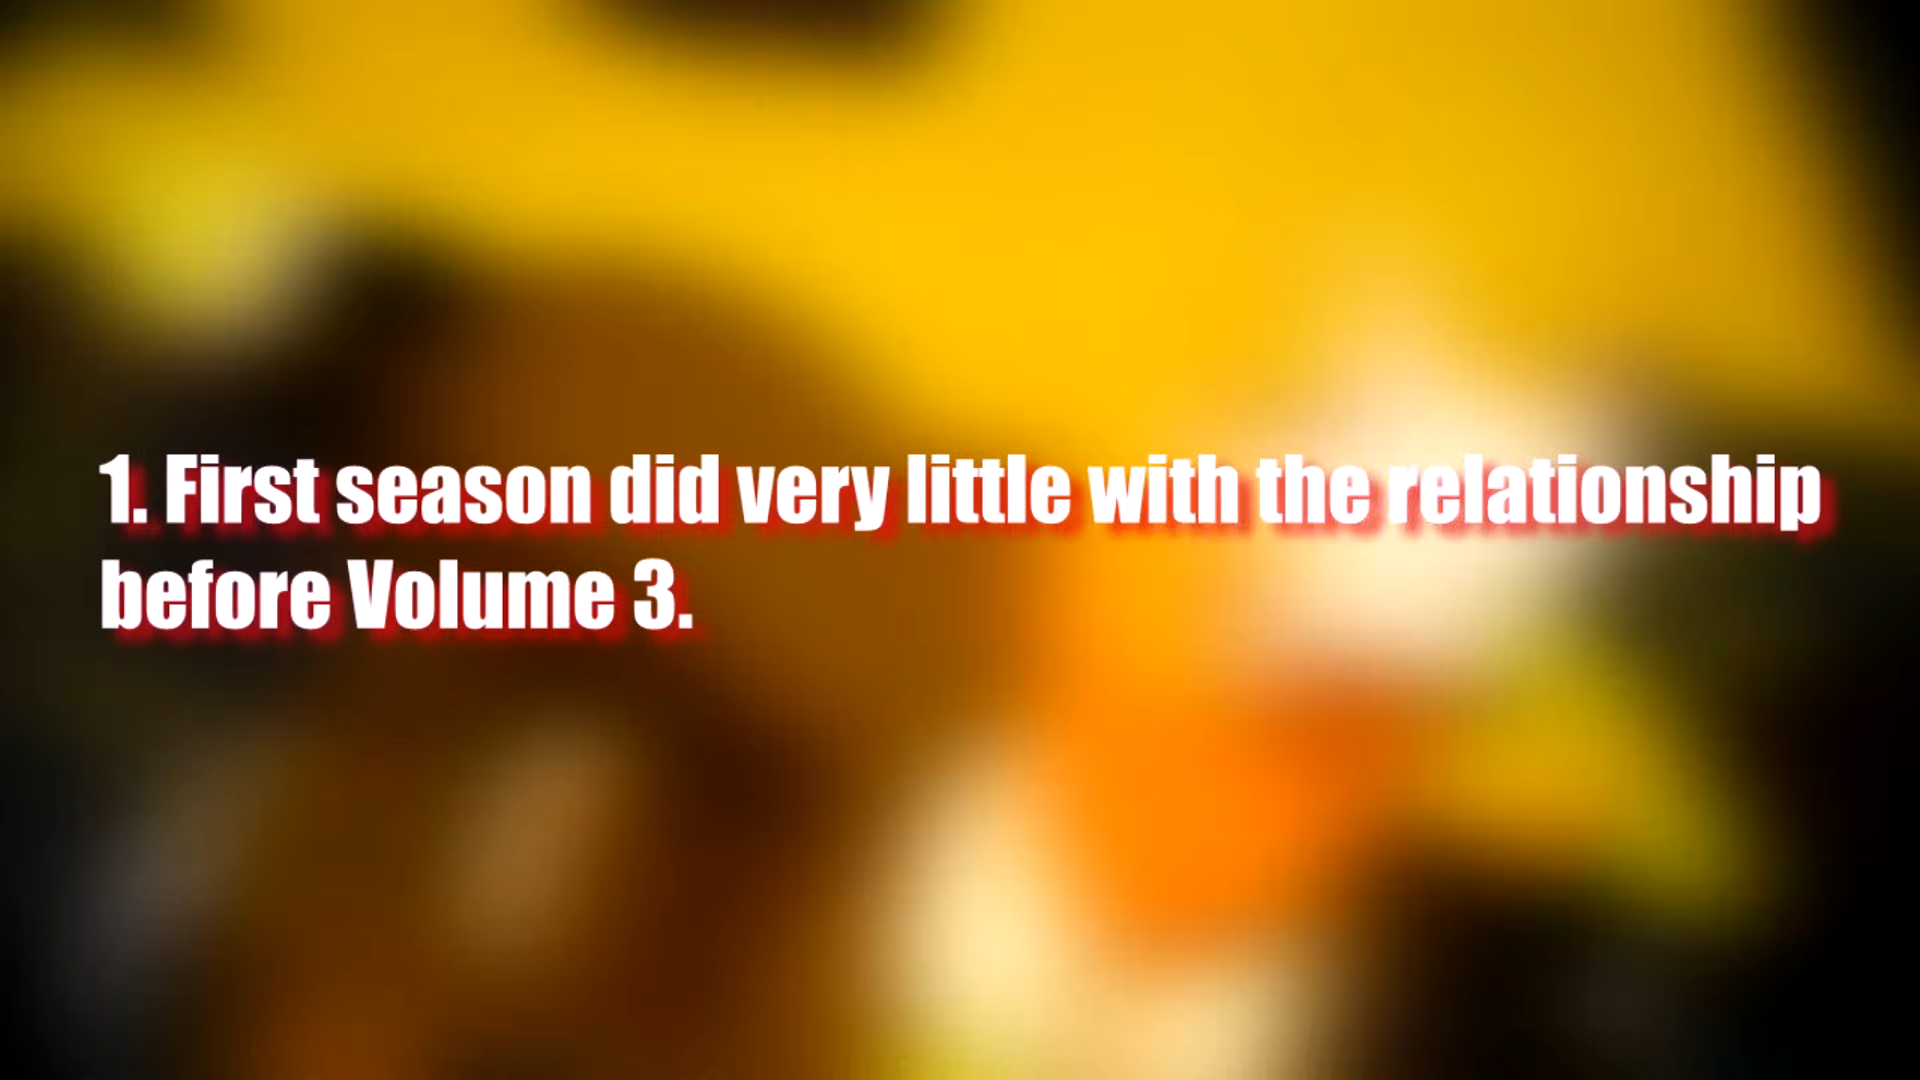 1. First season did very little with the relationship
before Volume 3.